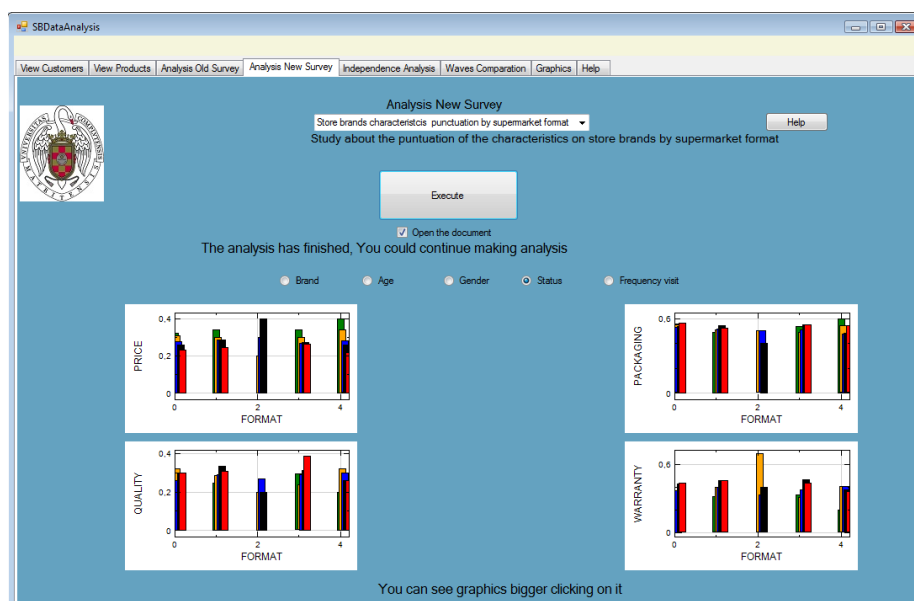 SBDataAnalysis
View Customers View Products Analysis Old Survey Analysis New Survey Independence Analysis Waves Comparation Graphics Help
Analysis New Survey
Store brands characteristcis punctuation by supermarket format
Help
Study about the puntuation of the characteristics on store brands by supermarket format
UNIVERSITAS COMPLUTENSIS MATRITENSIS
Execute
Open the document
The analysis has finished, You could continue making analysis
Brand Age Gender Status Frequency visit
PRICE
0,4
0,2
0
0 2 4
FORMAT
PACKAGING
0,6
0
0 2 4
FORMAT
QUALITY
0,4
0,2
0
0 2 4
FORMAT
WARRANTY
0,6
0
0 2 4
FORMAT
You can see graphics bigger clicking on it